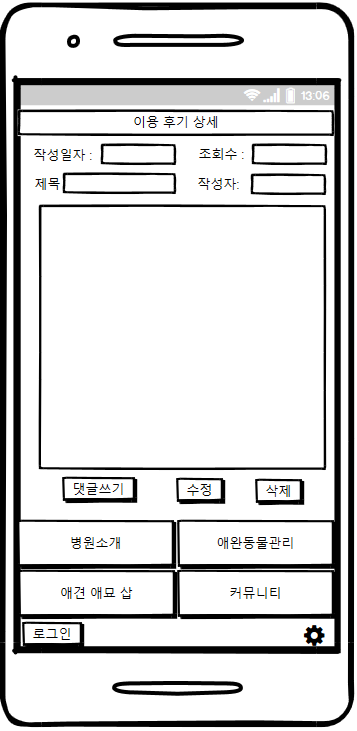 13:06
이용 후기 상세
작성일자 : 조회수 :
제목 작성자:
댓글쓰기 수정 삭제
병원소개 애완동물관리
애견 애묘 샵 커뮤니티
로그인